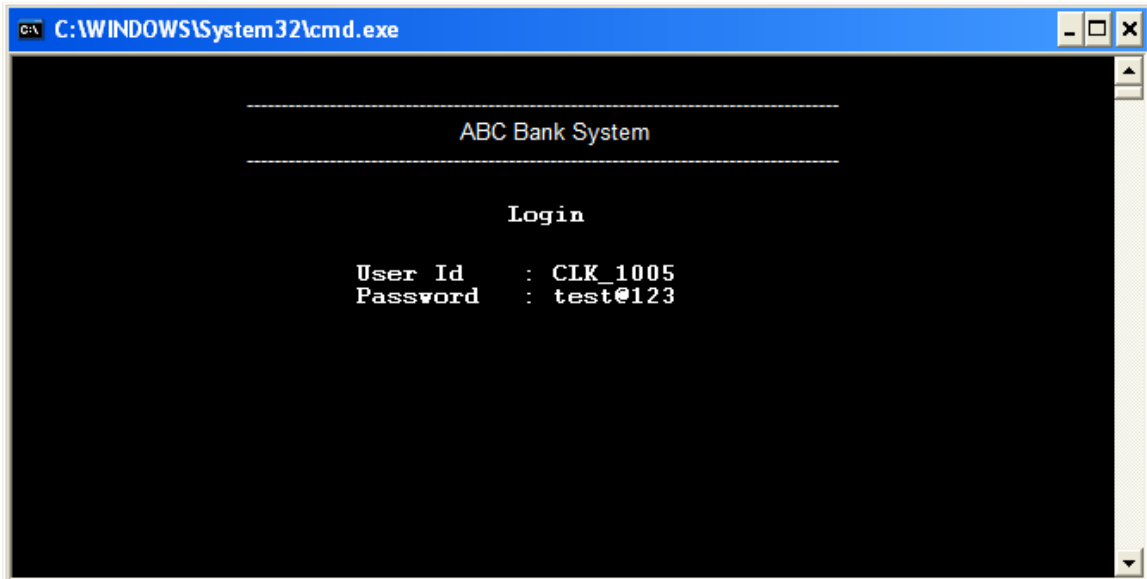 C:\WINDOWS\System32\cmd.exe
ABC Bank System
Login
User Id : CLK_1005
Password : test@123